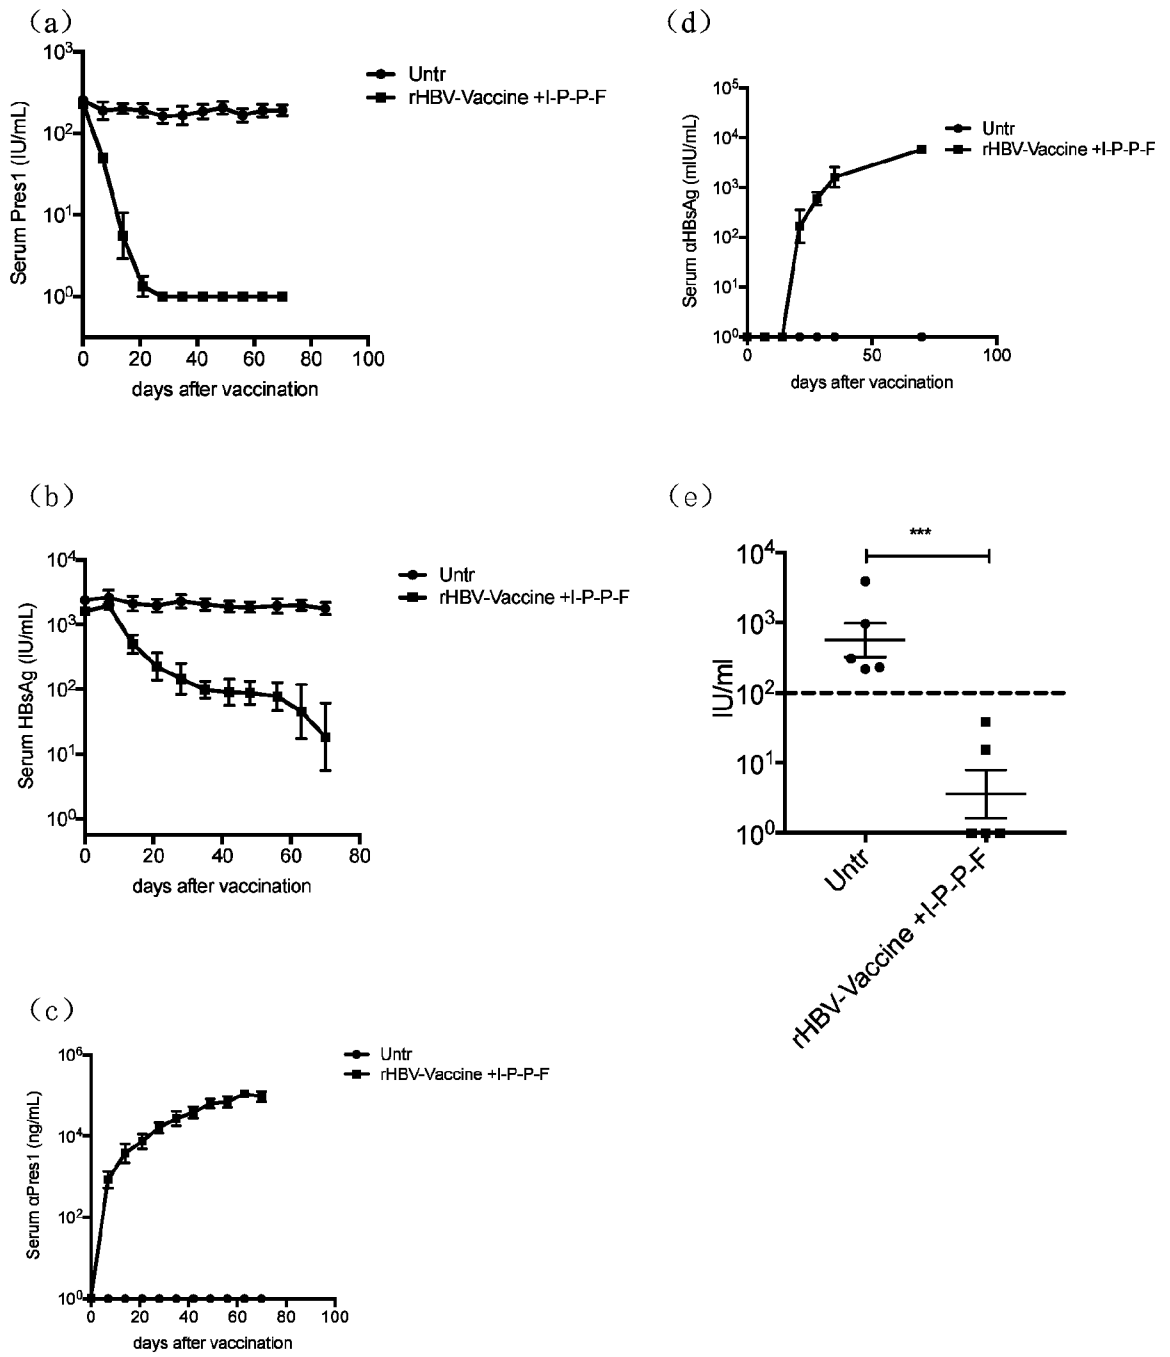 (a)
10³
10²
10¹
10⁰
Serum Pres1 (IU/mL)
0 20 40 60 80 100
days after vaccination
Untr
rHBV-Vaccine +I-P-P-F
(d)
10⁵
10⁴
10³
10²
10¹
10⁰
Serum αHBsAg (mIU/mL)
0 50 100
days after vaccination
Untr
rHBV-Vaccine +I-P-P-F
(b)
10⁴
10³
10²
10¹
10⁰
Serum HBsAg (IU/mL)
0 20 40 60 80
days after vaccination
Untr
rHBV-Vaccine +I-P-P-F
(e)
***
10⁴
10³
10²
10¹
10⁰
IU/ml
Untr
rHBV-Vaccine +I-P-P-F
(c)
10⁶
10⁴
10²
10⁰
Serum αPres1 (ng/mL)
0 20 40 60 80 100
days after vaccination
Untr
rHBV-Vaccine +I-P-P-F